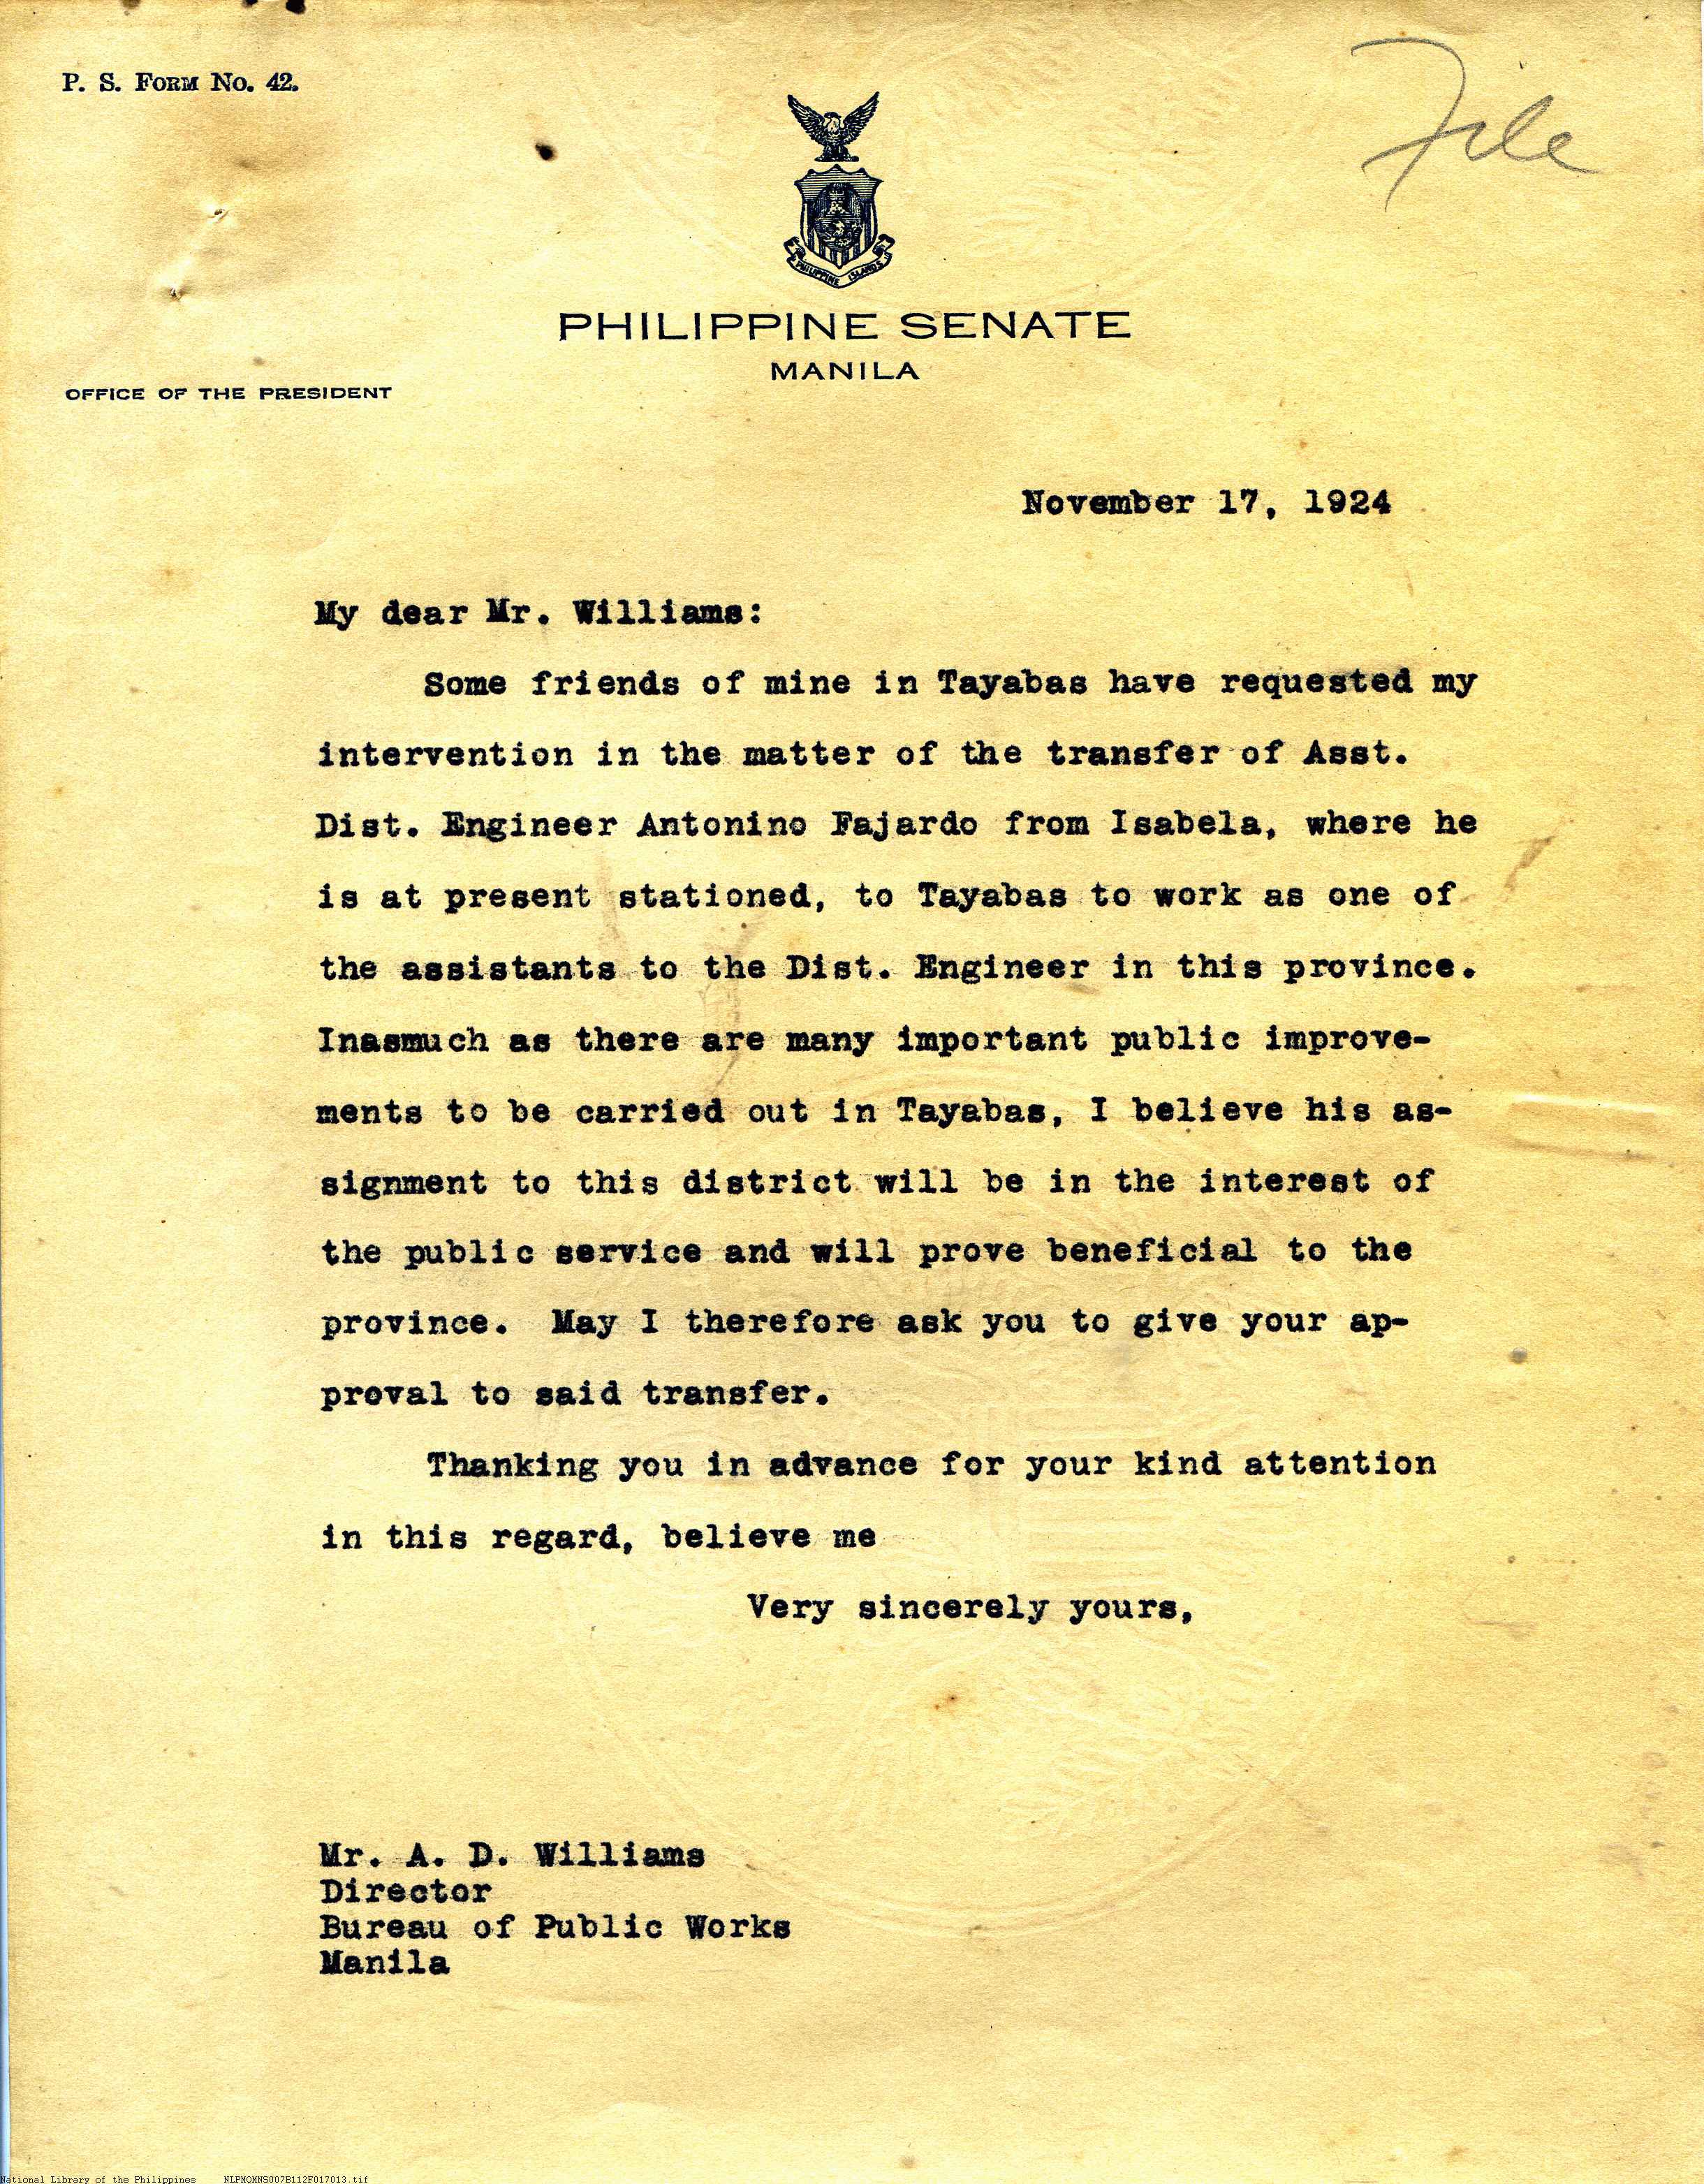 P. S. FORM No. 42.
File
PHILIPPINE ISLANDS
PHILIPPINE SENATE
MANILA
OFFICE OF THE PRESIDENT
November 17, 1924
My dear Mr. Williams:
Some friends of mine in Tayabas have requested my
intervention in the matter of the transfer of Asst.
Dist. Engineer Antonino Fajardo from Isabela, where he
is at present stationed, to Tayabas to work as one of
the assistants to the Dist. Engineer in this province.
Inasmuch as there are many important public improve-
ments to be carried out in Tayabas, I believe his as-
signment to this district will be in the interest of
the public service and will prove beneficial to the
province. May I therefore ask you to give your ap-
proval to said transfer.
Thanking you in advance for your kind attention
in this regard, believe me
Very sincerely yours,
Mr. A. D. Williams
Director
Bureau of Public Works
Manila
National Library of the Philippines NLPMQMNS007B112F017013.tif